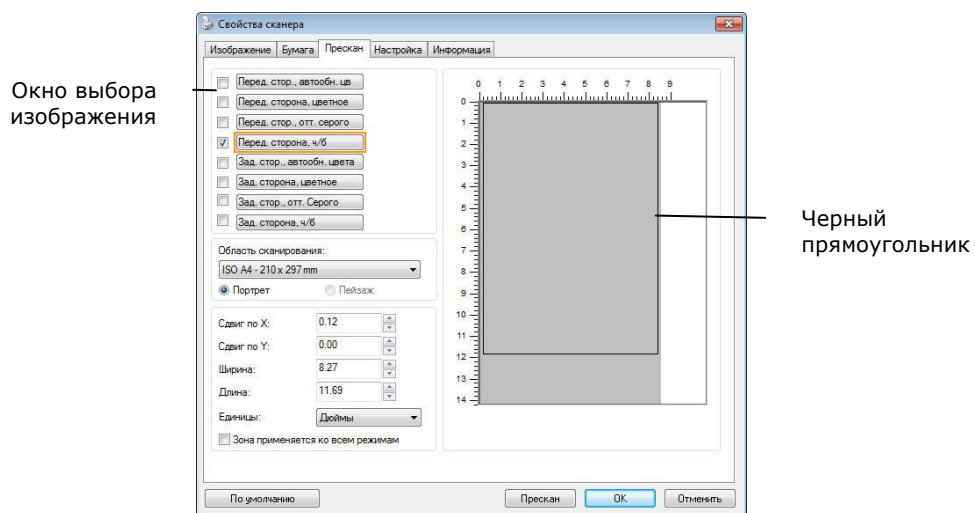 Свойства сканера
Изображение Бумага Прескан Настройка Информация
Окно выбора
изображения
Перед. стор., автообн. цв
Перед. сторона, цветное
Перед. стор., отт. серого
Перед. сторона, ч/б
Зад. стор., автообн. цвета
Зад. сторона, цветное
Зад. стор., отт. Серого
Зад. сторона, ч/б
Область сканирования:
ISO A4 - 210 x 297 mm
Портрет Пейзаж
Сдвиг по X: 0.12
Сдвиг по Y: 0.00
Ширина: 8.27
Длина: 11.69
Единицы: Дюймы
Зона применяется ко всем режимам
0 1 2 3 4 5 6 7 8 9
0
1
2
3
4
5
6
7
8
9
10
11
12
13
14
Черный
прямоугольник
По умолчанию Прескан OK Отменить